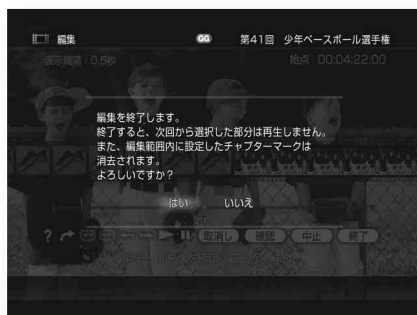 編集 GG 第41回 少年ベースボール選手権
表示間隔：0.5秒 始点 00:04:22:00
編集を終了します。
終了すると、次回から選択した部分は再生しません。
また、編集範囲内に設定したチャプターマークは
消去されます。
よろしいですか？
はい いいえ
? 取消し 確認 中止 終了